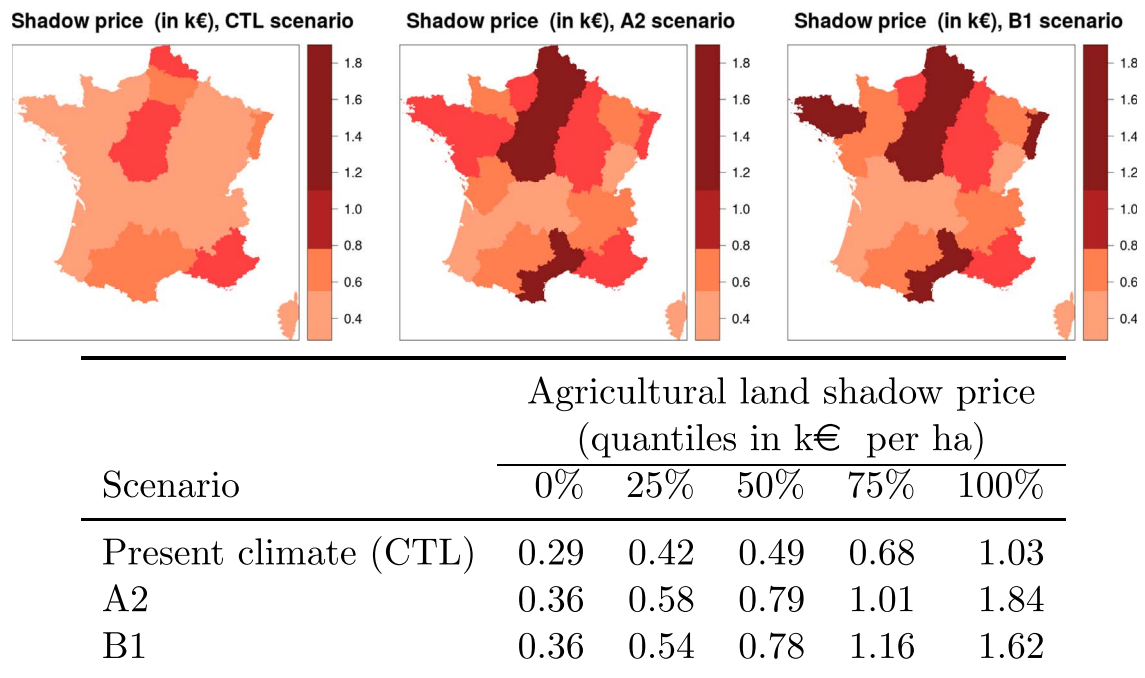 Shadow price (in k€), CTL scenario
1.8
1.6
1.4
1.2
1.0
0.8
0.6
0.4
Shadow price (in k€), A2 scenario
1.8
1.6
1.4
1.2
1.0
0.8
0.6
0.4
Shadow price (in k€), B1 scenario
1.8
1.6
1.4
1.2
1.0
0.8
0.6
0.4
Agricultural land shadow price
(quantiles in k€ per ha)
Scenario 0% 25% 50% 75% 100%
Present climate (CTL) 0.29 0.42 0.49 0.68 1.03
A2 0.36 0.58 0.79 1.01 1.84
B1 0.36 0.54 0.78 1.16 1.62